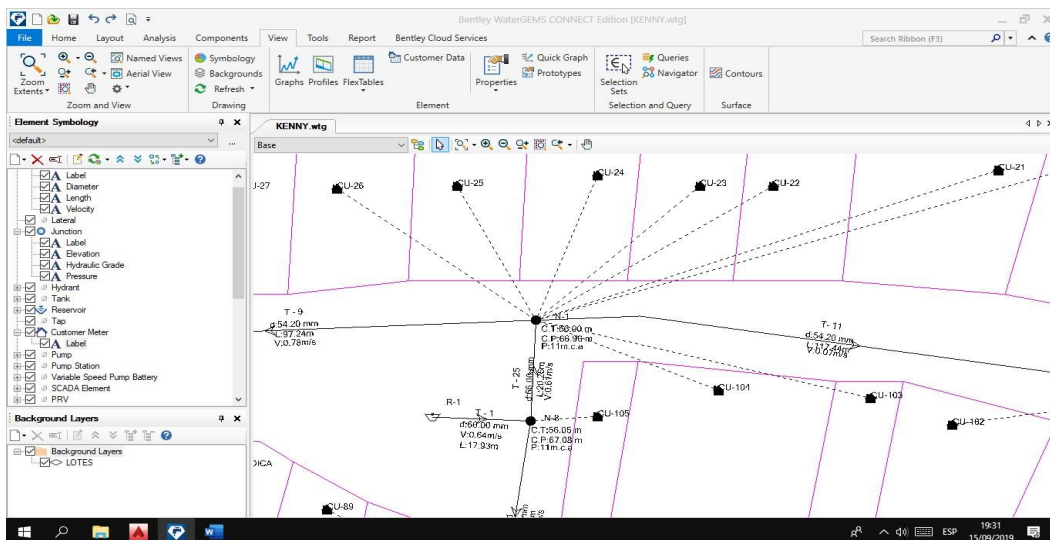 Bentley WaterGEMS CONNECT Edition [KENNY.wtg]
File Home Layout Analysis Components View Tools Report Bentley Cloud Services Search Ribbon (F3)
Zoom Extents
Named Views
Aerial View
Zoom and View
Symbology
Backgrounds
Refresh
Drawing
Graphs Profiles FlexTables
Customer Data
Properties
Quick Graph
Prototypes
Element
Selection Sets
Queries
Navigator
Selection and Query
Contours
Surface
Element Symbology
<default>
Label
Diameter
Length
Velocity
Lateral
Junction
Label
Elevation
Hydraulic Grade
Pressure
Hydrant
Tank
Reservoir
Tap
Customer Meter
Label
Pump
Pump Station
Variable Speed Pump Battery
SCADA Element
PRV
Background Layers
Background Layers
LOTES
KENNY.wtg
Base
CU-26
CU-25
CU-24
CU-23
CU-22
CU-21
T - 9
d:54.20 mm
L:97.24m
V:0.78m/s
N-1
P:11m.c.a
T- 11
d:54.20 mm
V:0.07m/s
T - 25
R-1
T - 1
d:66.00 mm
V:0.64m/s
L:17.93m
N-8
C.T:56.05 m
C.P:67.08 m
P:11m.c.a
CU-105
CU-104
CU-103
CU-102
CU-89
ESP
19:31
15/09/2019